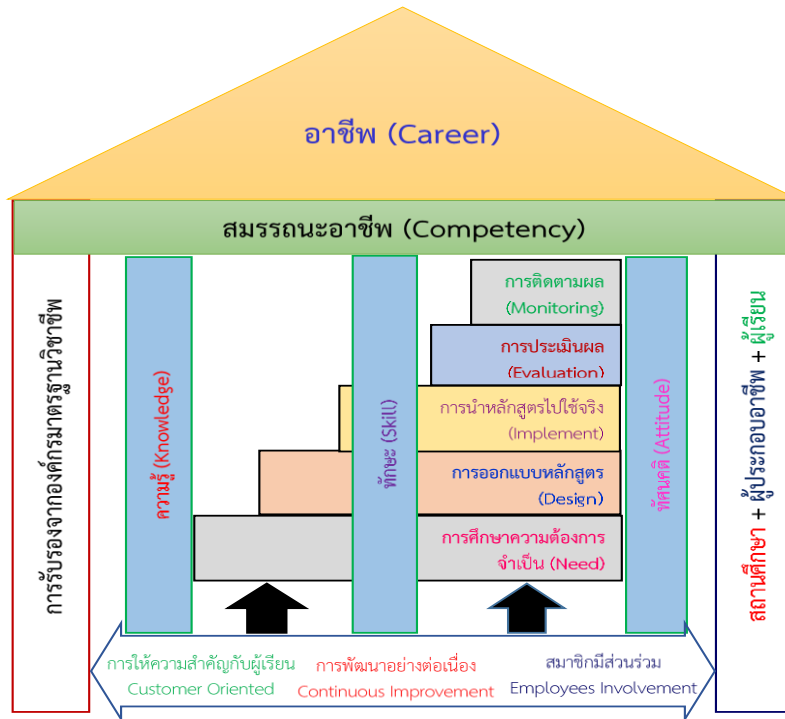 อาชีพ (Career)
สมรรถนะอาชีพ (Competency)
การรับรองจากองค์กรมาตรฐานวิชาชีพ
ความรู้ (Knowledge)
ทักษะ (Skill)
การติดตามผล
(Monitoring)
การประเมินผล
(Evaluation)
การนำหลักสูตรไปใช้จริง
(Implement)
การออกแบบหลักสูตร
(Design)
การศึกษาความต้องการ
จำเป็น (Need)
ทัศนคติ (Attitude)
สถานศึกษา + ผู้ประกอบอาชีพ + ผู้เรียน
การให้ความสำคัญกับผู้เรียน
Customer Oriented
การพัฒนาอย่างต่อเนื่อง
Continuous Improvement
สมาชิกมีส่วนร่วม
Employees Involvement